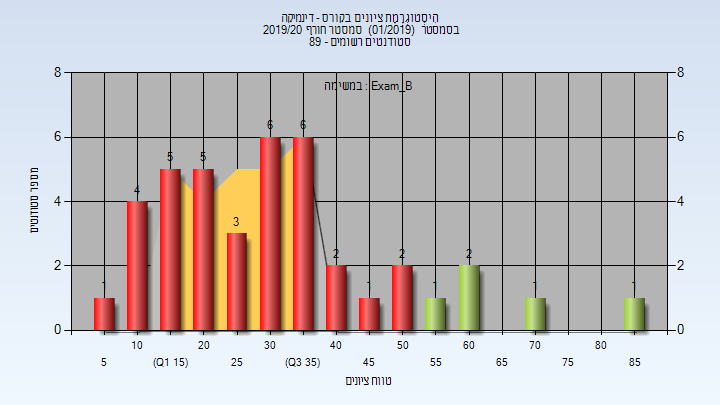 הִיסְטוֹגְרָמַת ציונים בקורס - דינמיקה
בסמסטר (01/2019) סמסטר חורף 2019/20
סטודנטים רשומים - 89
במשימה : Exam_B
8 8
6 6
4 4
2 2
0 0
מספר סטודנטים
1 4 5 5 3 6 6 2 1 2 1 2 1 1
10 20 30 40 50 60 70 80
5 (Q1 15) 25 (Q3 35) 45 55 65 75 85
טווח ציונים